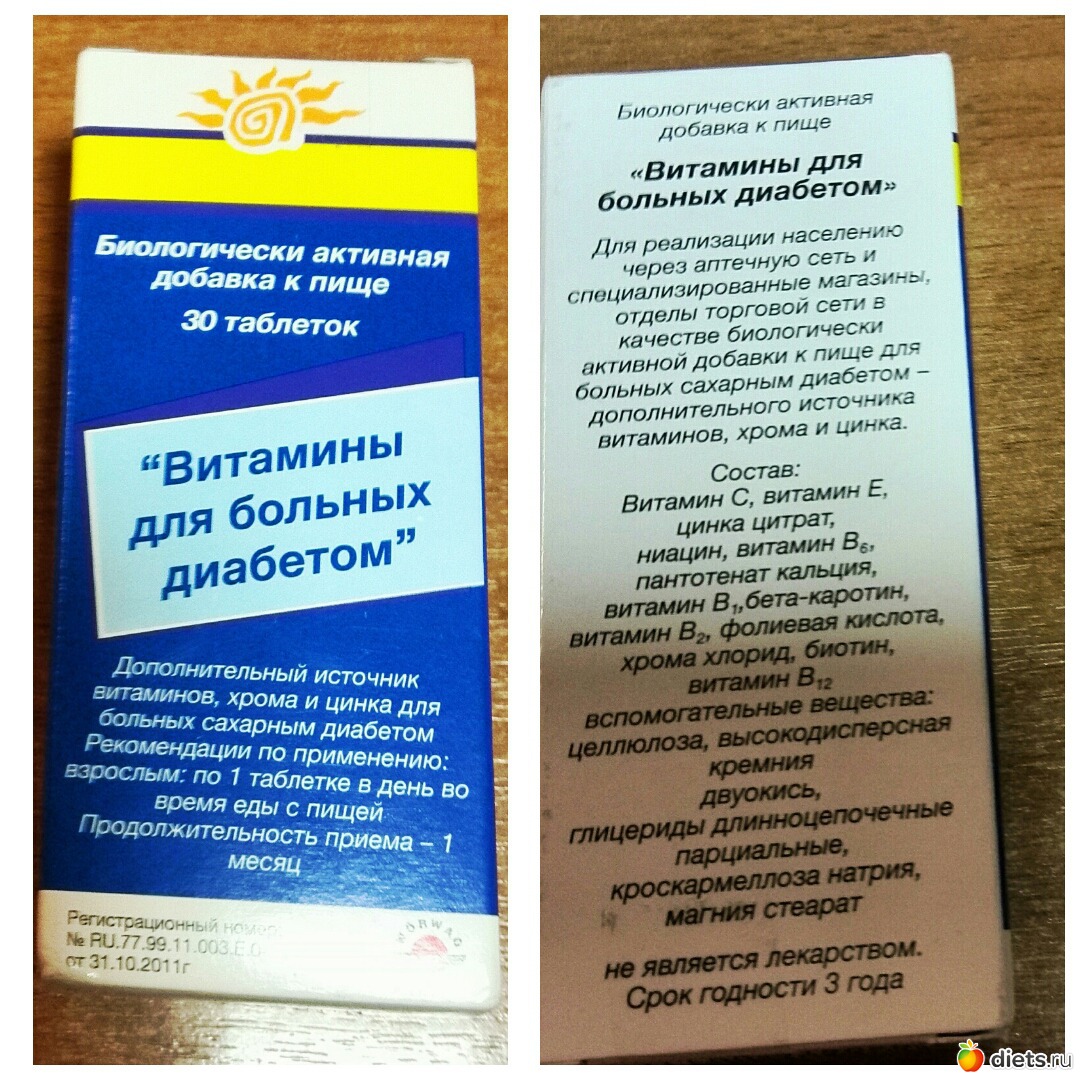 Биологически активная
добавка к пище
30 таблеток
“Витамины
для больных
диабетом”
Дополнительный источник
витаминов, хрома и цинка для
больных сахарным диабетом
Рекомендации по применению:
взрослым: по 1 таблетке в день во
время еды с пищей
Продолжительность приема – 1
месяц
Регистрационный номер:
№ RU.77.99.11.003.Е.0
от 31.10.2011г
WÖRWAG
Биологически активная
добавка к пище
«Витамины для
больных диабетом»
Для реализации населению
через аптечную сеть и
специализированные магазины,
отделы торговой сети в
качестве биологически
активной добавки к пище для
больных сахарным диабетом –
дополнительного источника
витаминов, хрома и цинка.
Состав:
Витамин С, витамин Е,
цинка цитрат,
ниацин, витамин В6,
пантотенат кальция,
витамин В1,бета-каротин,
витамин В2, фолиевая кислота,
хрома хлорид, биотин,
витамин В12
вспомогательные вещества:
целлюлоза, высокодисперсная
кремния
двуокись,
глицериды длинноцепочечные
парциальные,
кроскармеллоза натрия,
магния стеарат
не является лекарством.
Срок годности 3 года
diets.ru